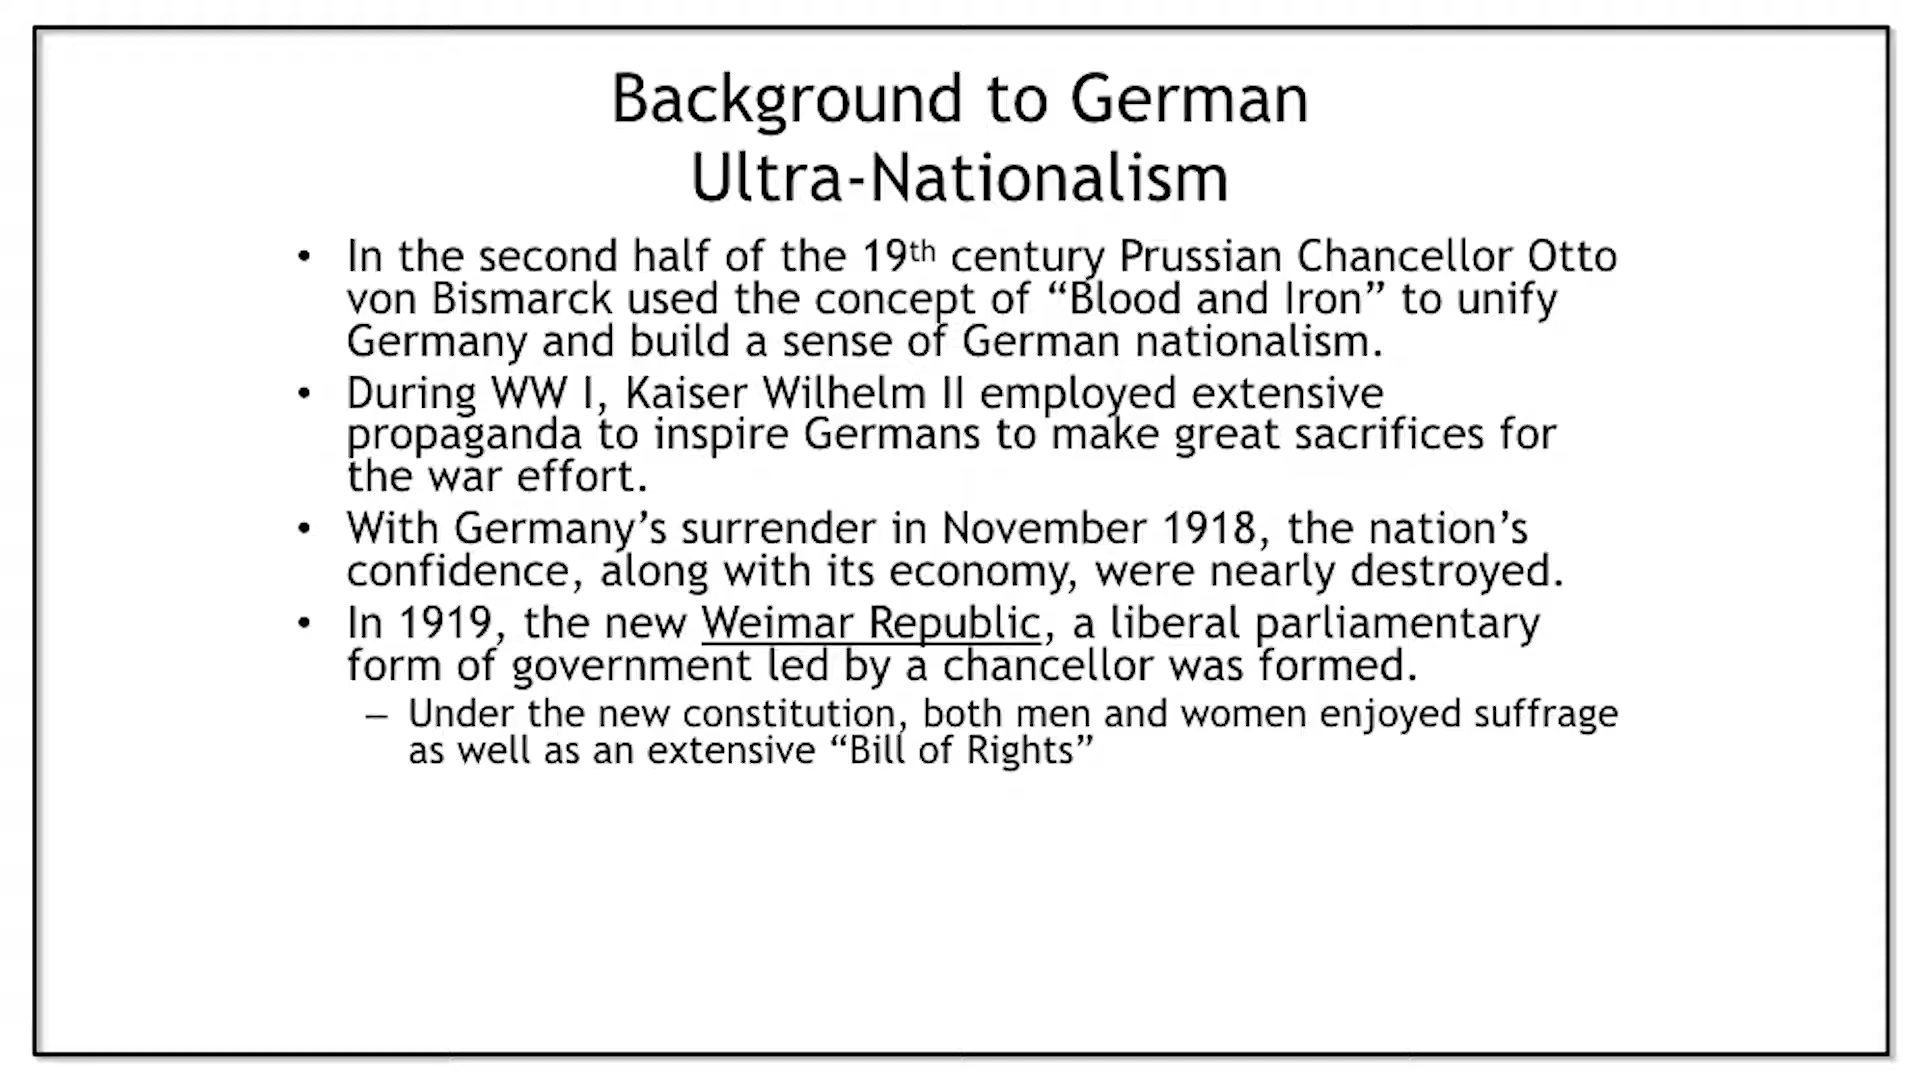 Background to German
Ultra-Nationalism
• In the second half of the 19th century Prussian Chancellor Otto
von Bismarck used the concept of “Blood and Iron” to unify
Germany and build a sense of German nationalism.
• During WW I, Kaiser Wilhelm II employed extensive
propaganda to inspire Germans to make great sacrifices for
the war effort.
• With Germany’s surrender in November 1918, the nation’s
confidence, along with its economy, were nearly destroyed.
• In 1919, the new Weimar Republic, a liberal parliamentary
form of government led by a chancellor was formed.
– Under the new constitution, both men and women enjoyed suffrage
as well as an extensive “Bill of Rights”